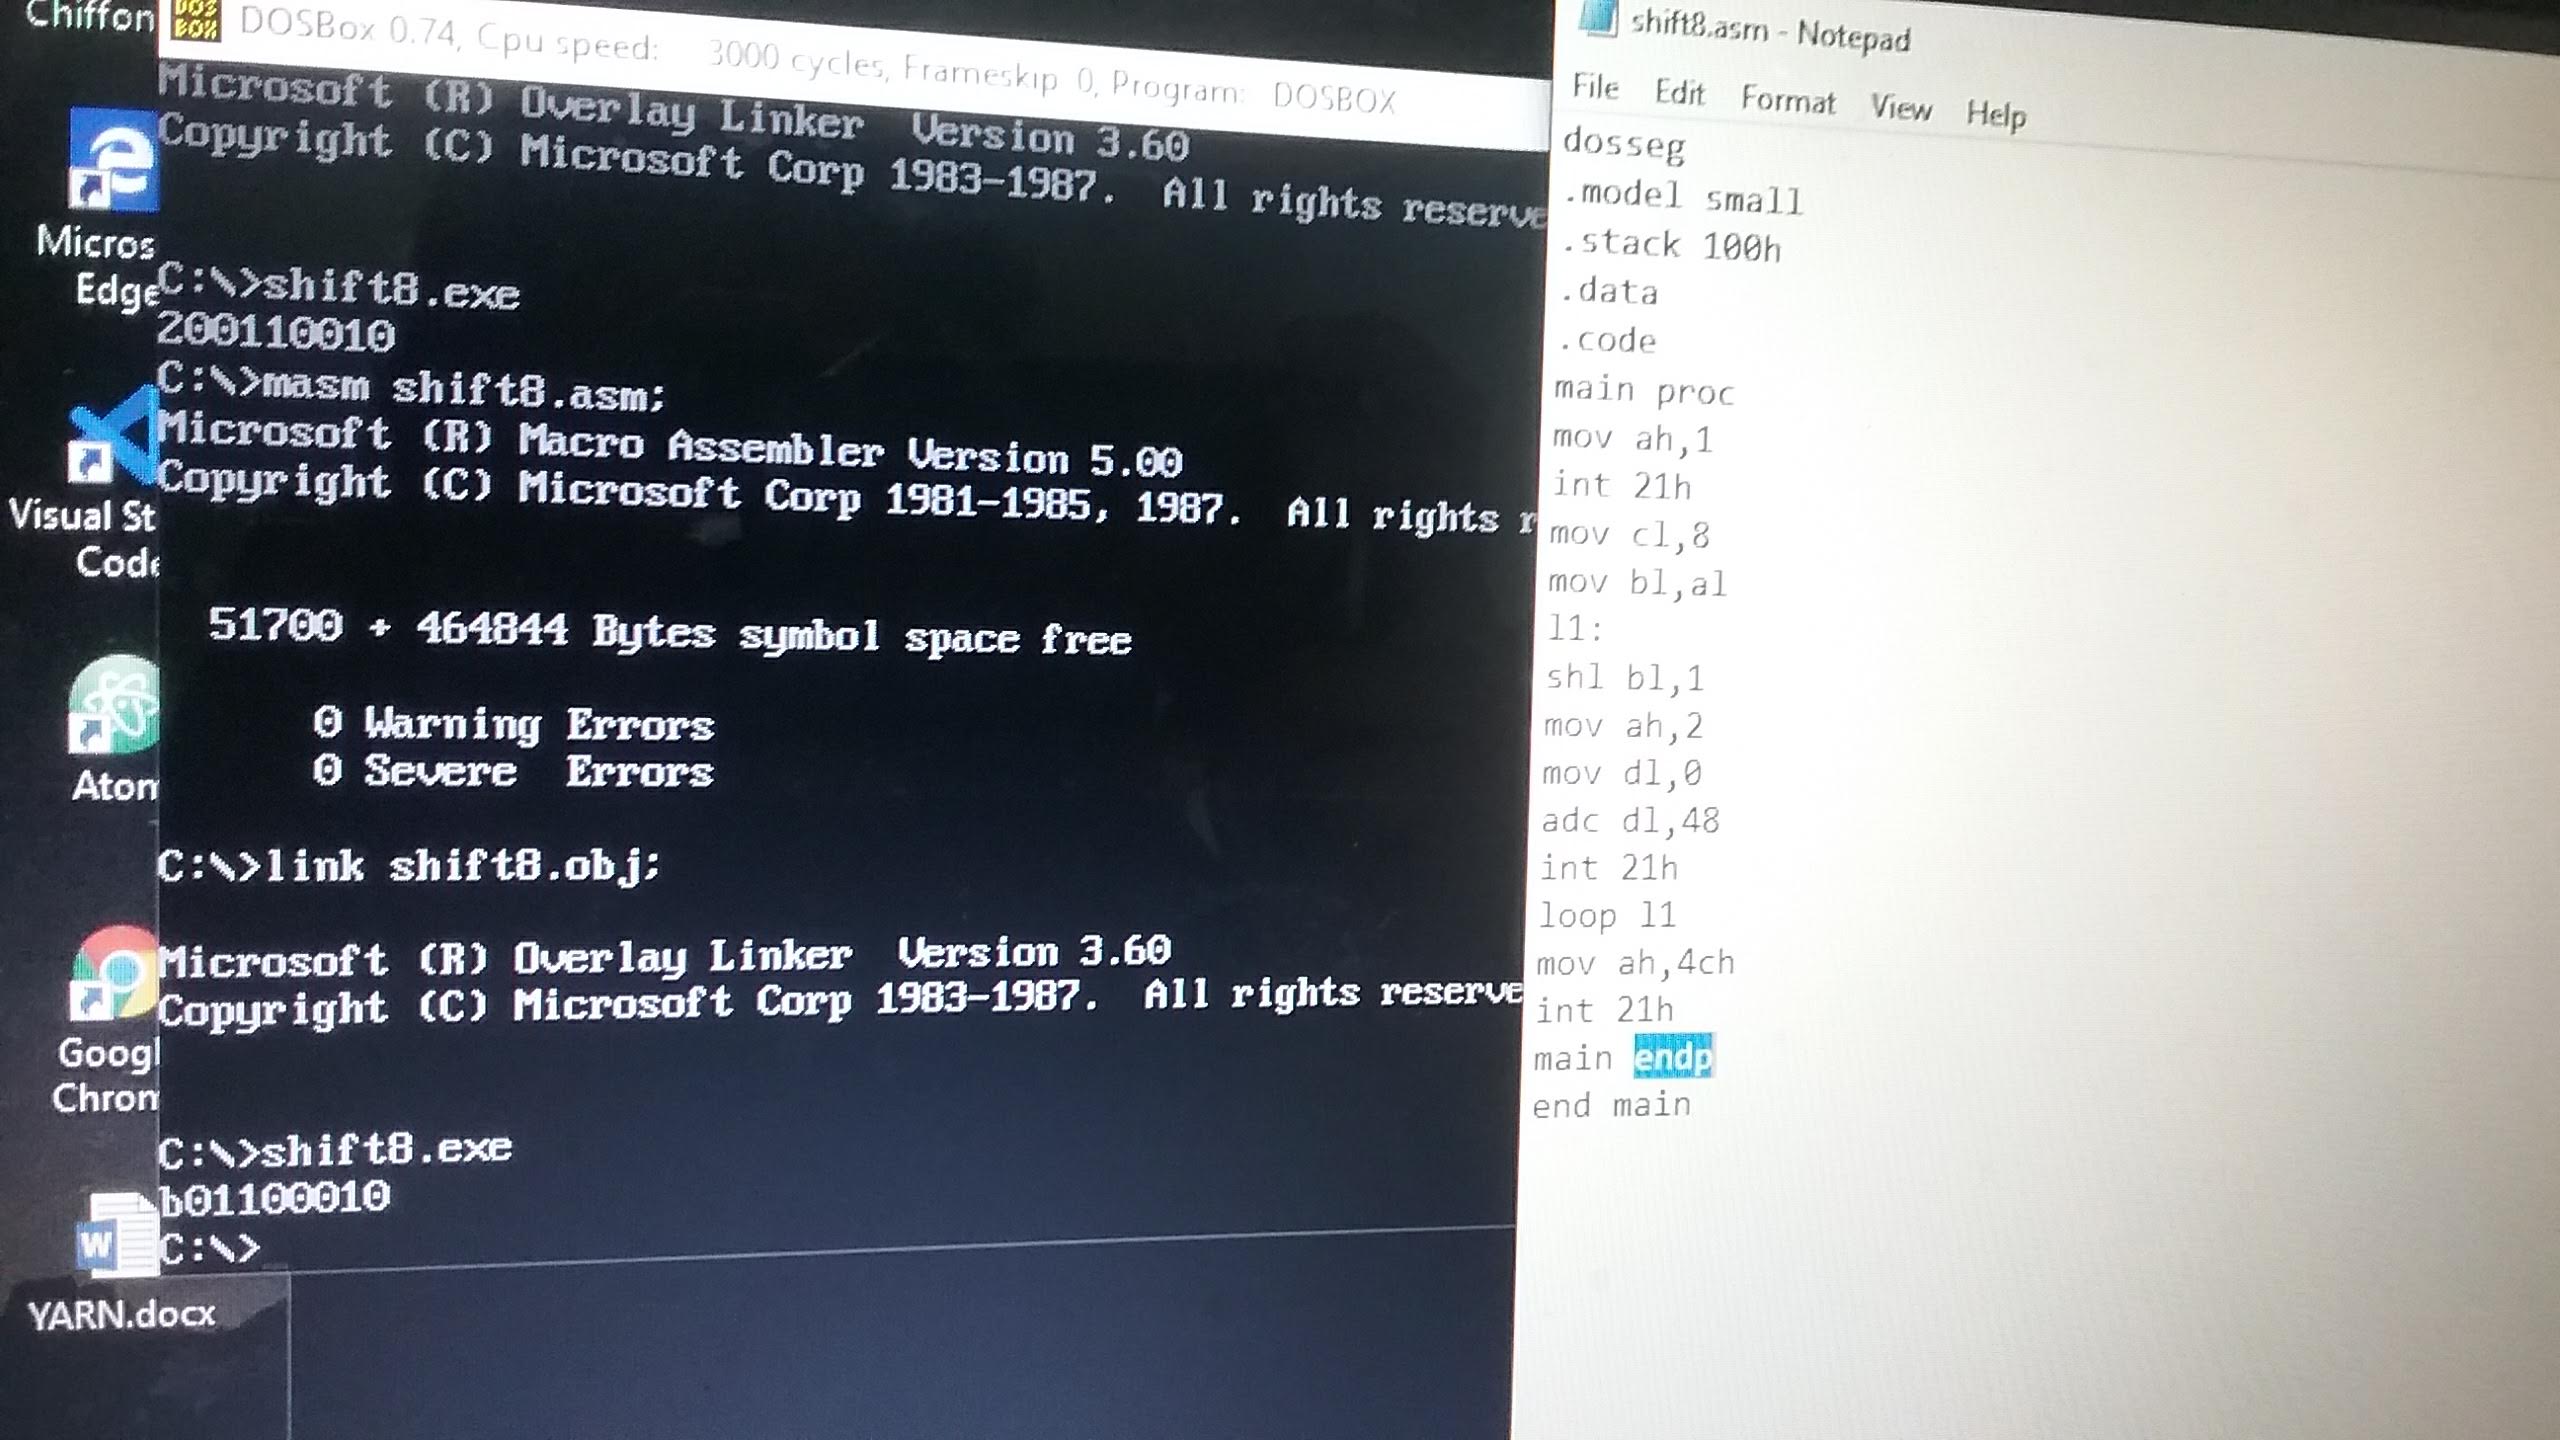 Chiffon
DOS
BOX
DOSBox 0.74, Cpu speed: 3000 cycles, Frameskip 0, Program: DOSBOX
Microsoft (R) Overlay Linker Version 3.60
Copyright (C) Microsoft Corp 1983-1987. All rights reserve
C:\>shift8.exe
200110010
C:\>masm shift8.asm;
Microsoft (R) Macro Assembler Version 5.00
Copyright (C) Microsoft Corp 1981-1985, 1987. All rights r
51700 + 464844 Bytes symbol space free
0 Warning Errors
0 Severe Errors
C:\>link shift8.obj;
Microsoft (R) Overlay Linker Version 3.60
Copyright (C) Microsoft Corp 1983-1987. All rights reserve
C:\>shift8.exe
b01100010
C:\>
Micros
Edge
Visual St
Code
Atom
Googl
Chrom
W
YARN.docx
shift8.asm - Notepad
File Edit Format View Help
dosseg
.model small
.stack 100h
.data
.code
main proc
mov ah,1
int 21h
mov cl,8
mov bl,al
l1:
shl bl,1
mov ah,2
mov dl,0
adc dl,48
int 21h
loop l1
mov ah,4ch
int 21h
main endp
end main